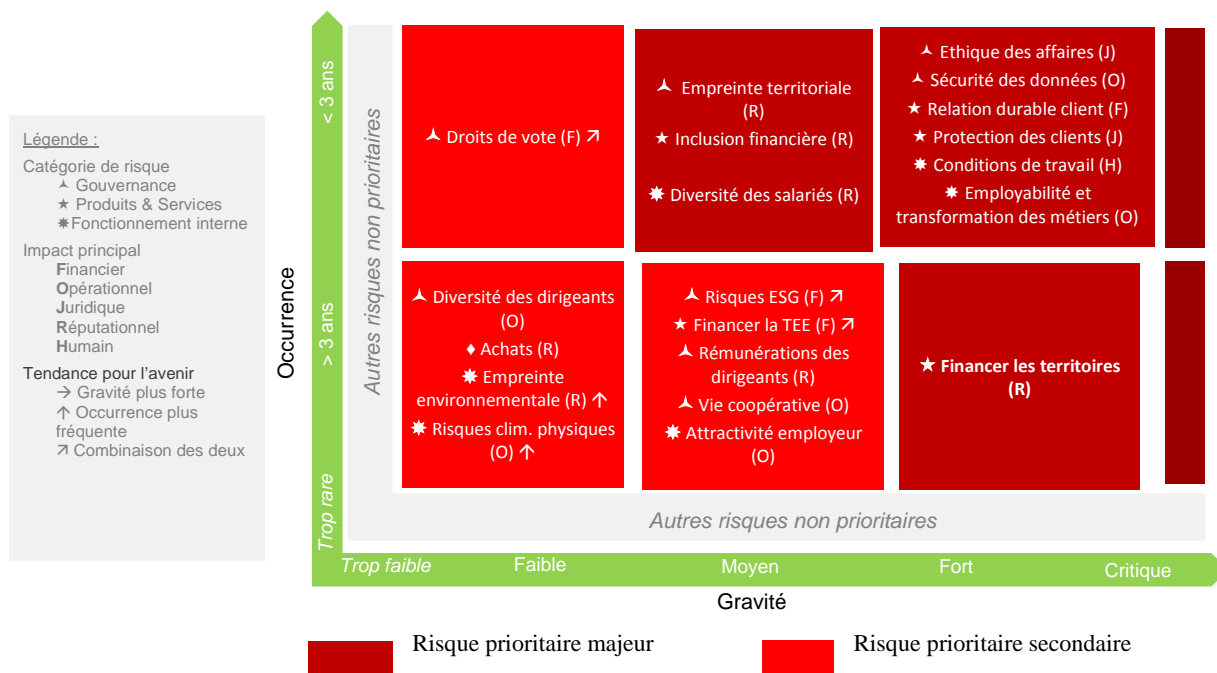 Légende :
Catégorie de risque
Gouvernance
★ Produits & Services
Fonctionnement interne
Impact principal
Financier
Opérationnel
Juridique
Réputationnel
Humain
Tendance pour l'avenir
→ Gravité plus forte
↑ Occurrence plus
fréquente
↗ Combinaison des deux
Occurrence
< 3 ans
> 3 ans
Trop rare
Autres risques non prioritaires
Droits de vote (F) ↗
Empreinte territoriale
(R)
★ Inclusion financière (R)
Diversité des salariés (R)
Ethique des affaires (J)
Sécurité des données (O)
★ Relation durable client (F)
★ Protection des clients (J)
Conditions de travail (H)
Employabilité et
transformation des métiers (O)
Diversité des dirigeants
(O)
♦ Achats (R)
Empreinte
environnementale (R) ↑
Risques clim. physiques
(O) ↑
Risques ESG (F) ↗
★ Financer la TEE (F) ↗
Rémunérations des
dirigeants (R)
Vie coopérative (O)
Attractivité employeur
(O)
★ Financer les territoires
(R)
Autres risques non prioritaires
Trop faible
Faible
Moyen
Fort
Critique
Gravité
Risque prioritaire majeur
Risque prioritaire secondaire